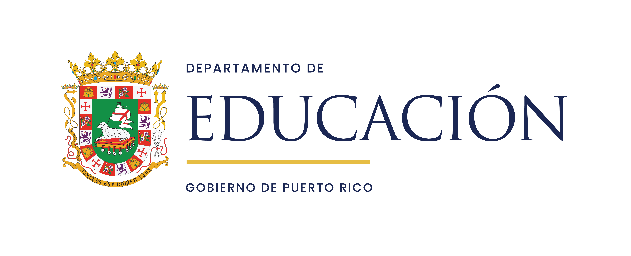 DEPARTAMENTO DE
EDUCACIÓN
GOBIERNO DE PUERTO RICO